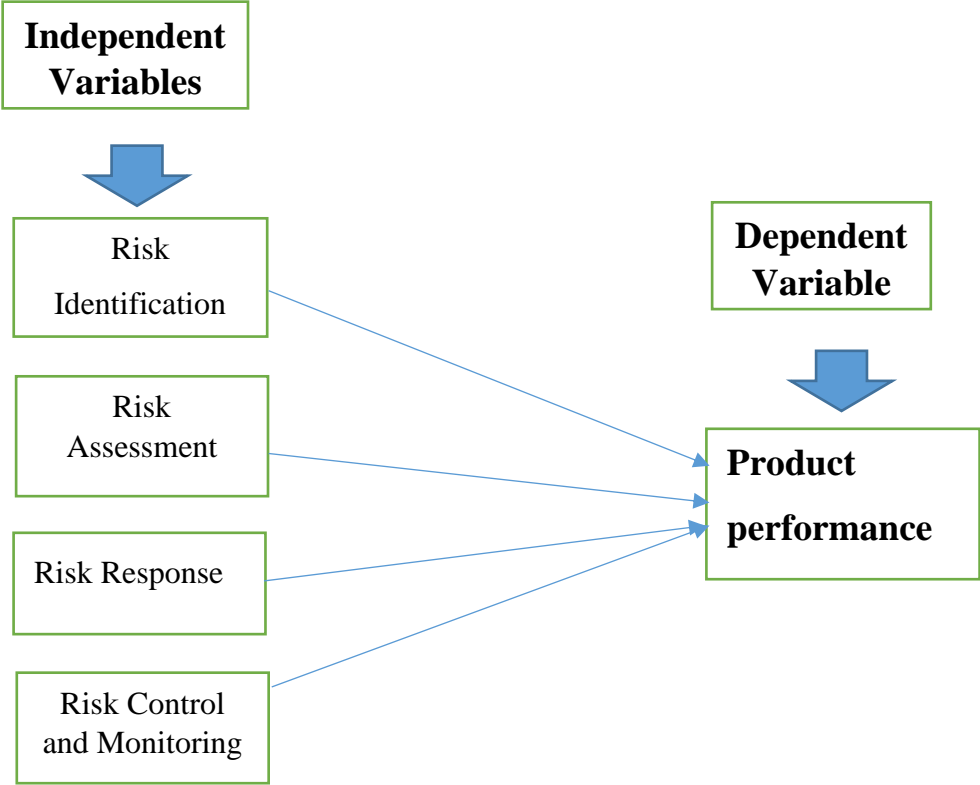 Independent
Variables
Risk
Identification
Risk
Assessment
Risk Response
Risk Control
and Monitoring
Dependent
Variable
Product
performance